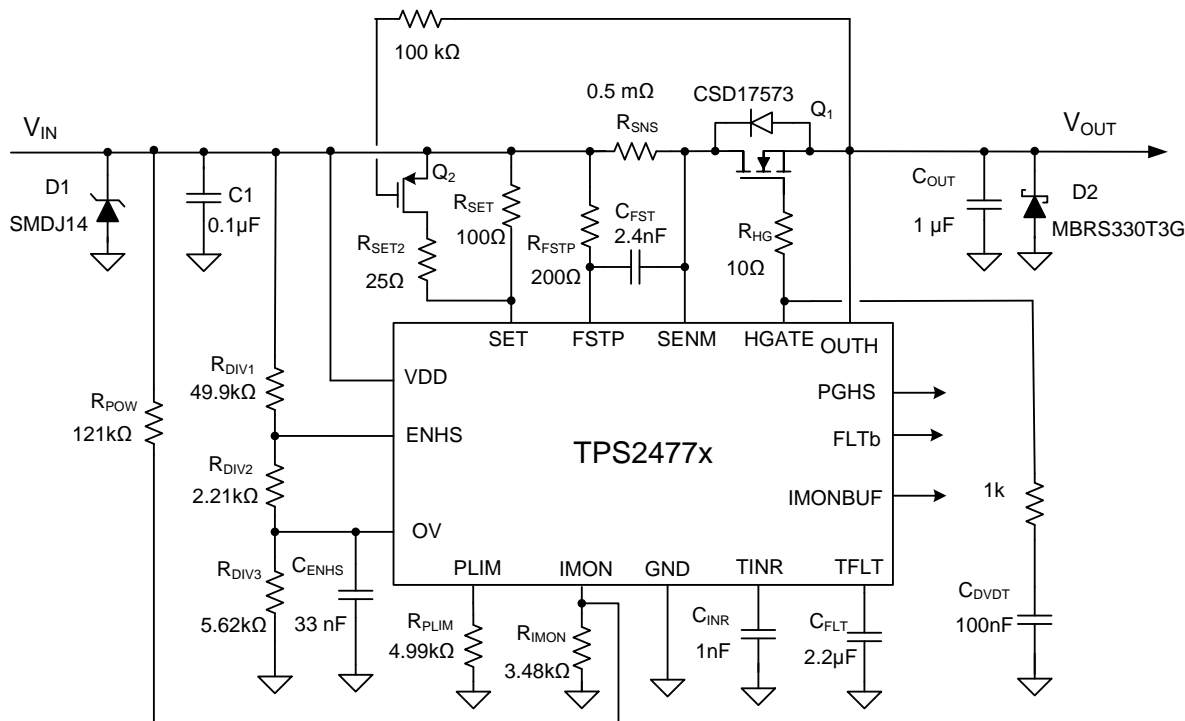 100 kΩ
0.5 mΩ
R_SNS
CSD17573
Q1
V_IN
V_OUT
D1
SMDJ14
C1
0.1µF
Q2
R_SET
100Ω
R_SET2
25Ω
R_FSTP
200Ω
C_FST
2.4nF
R_HG
10Ω
C_OUT
1 µF
D2
MBRS330T3G
SET
FSTP
SENM
HGATE
OUTH
VDD
ENHS
OV
TPS2477x
PGHS
FLTb
IMONBUF
R_POW
121kΩ
R_DIV1
49.9kΩ
R_DIV2
2.21kΩ
R_DIV3
5.62kΩ
C_ENHS
33 nF
PLIM
IMON
GND
TINR
TFLT
R_PLIM
4.99kΩ
R_IMON
3.48kΩ
C_INR
1nF
C_FLT
2.2µF
1k
C_DVDT
100nF